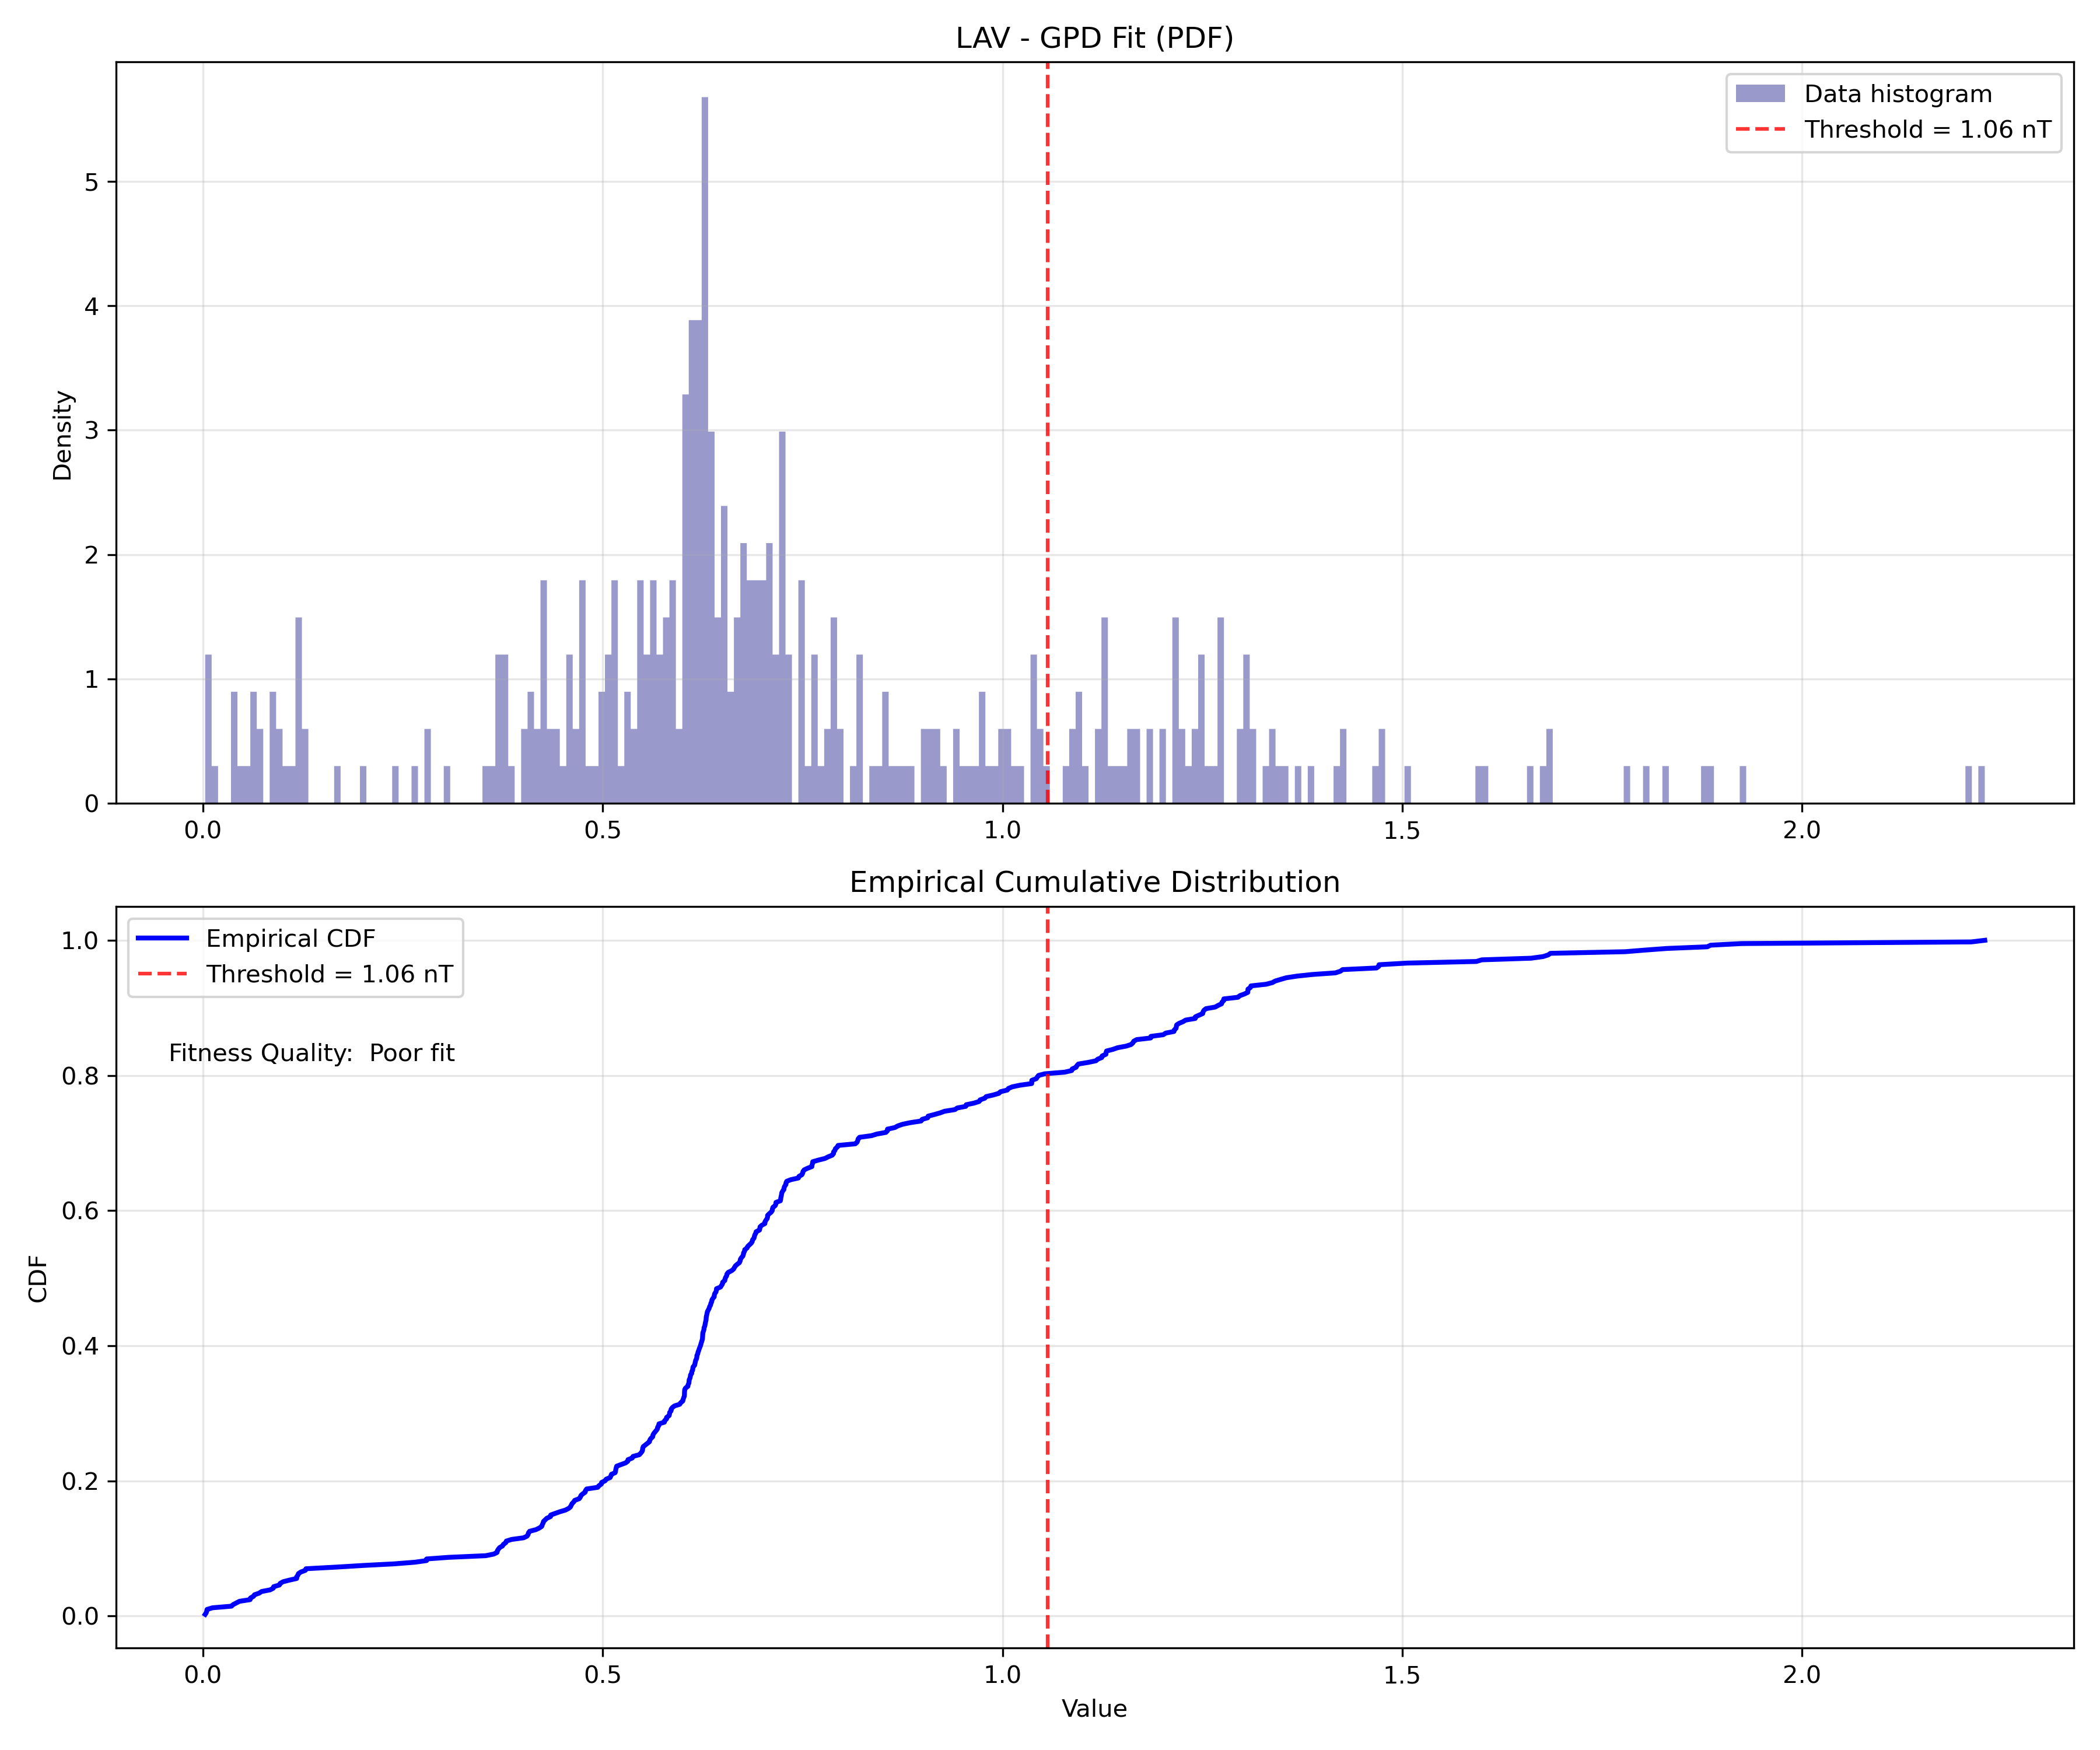 LAV - GPD Fit (PDF)
Data histogram
Threshold = 1.06 nT
Density
5
4
3
2
1
0
0.0 0.5 1.0 1.5 2.0
Empirical Cumulative Distribution
Empirical CDF
Threshold = 1.06 nT
Fitness Quality:  Poor fit
CDF
1.0
0.8
0.6
0.4
0.2
0.0
0.0 0.5 1.0 1.5 2.0
Value